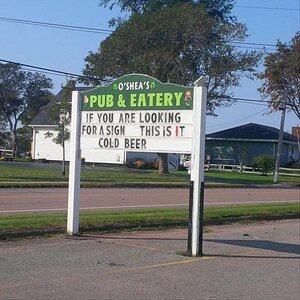 O'SHEA'S
PUB & EATERY
IF YOU ARE LOOKING
FOR A SIGN THIS IS IT
COLD BEER